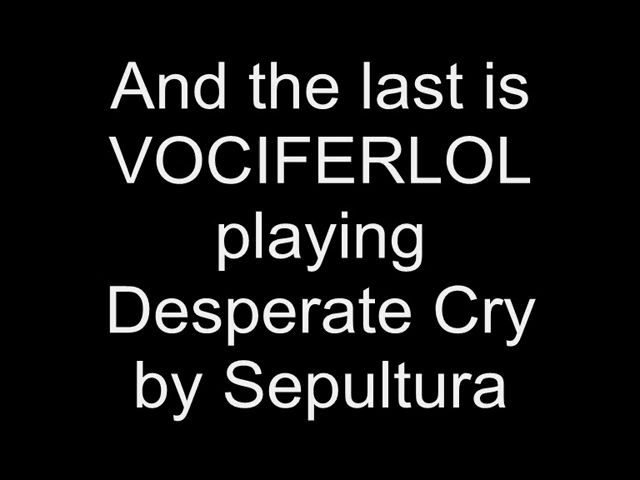 And the last is
VOCIFERLOL
playing
Desperate Cry
by Sepultura